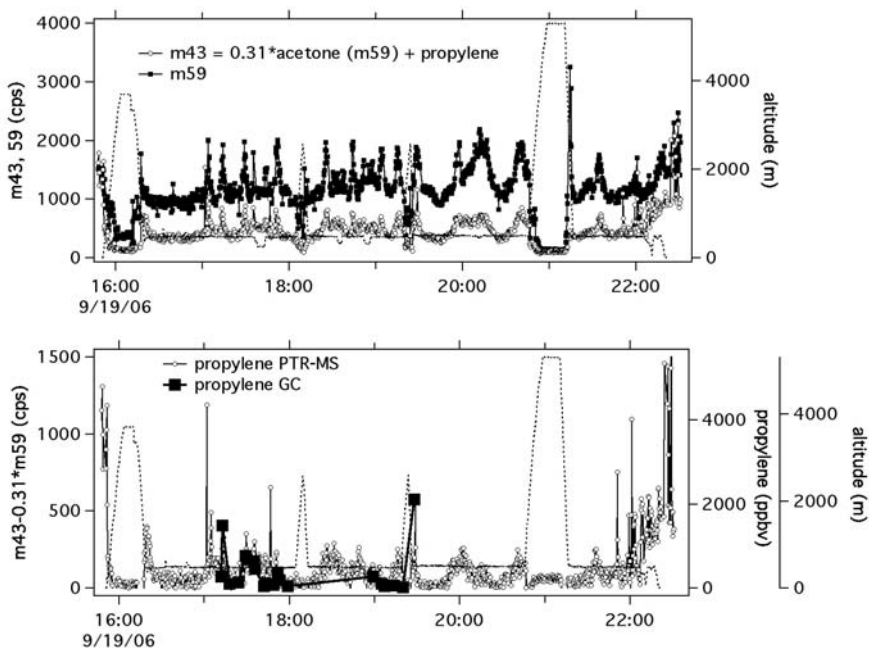 4000
m43 = 0.31*acetone (m59) + propylene
m59
3000
2000
1000
0
m43, 59 (cps)
4000
2000
0
altitude (m)
16:00 18:00 20:00 22:00
9/19/06
1500
propylene PTR-MS
propylene GC
1000
500
0
m43-0.31*m59 (cps)
4000
2000
0
propylene (ppbv)
4000
2000
0
altitude (m)
16:00 18:00 20:00 22:00
9/19/06